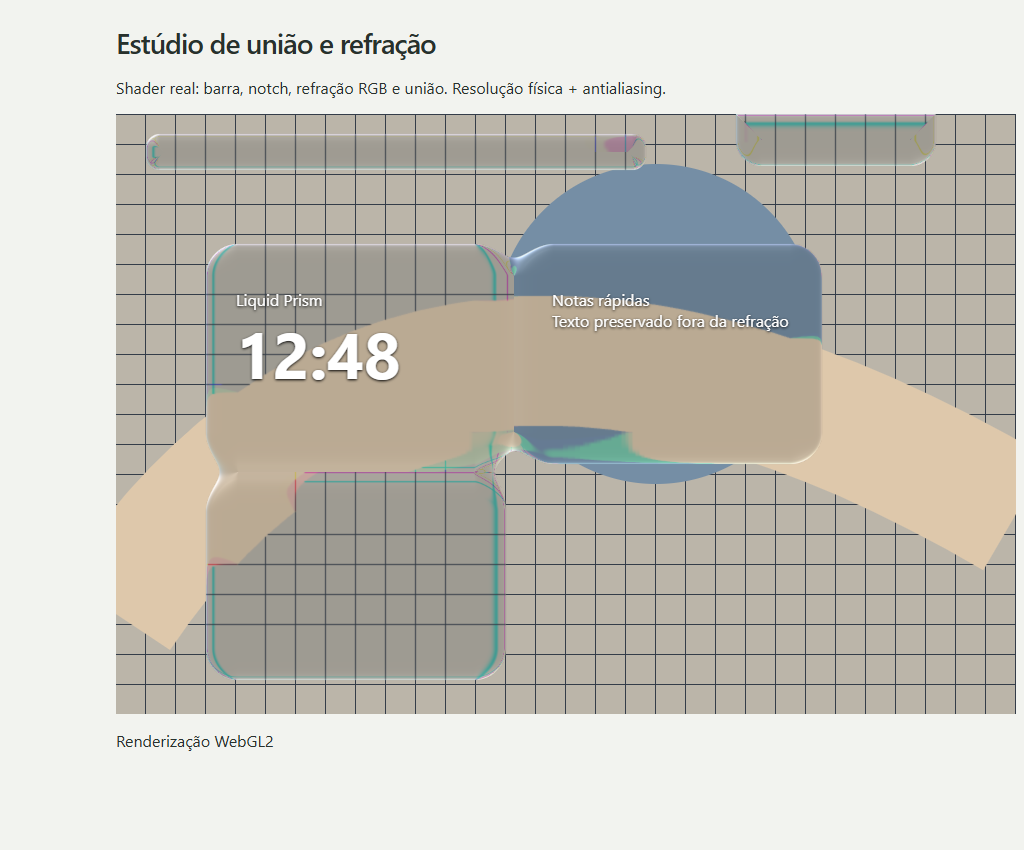 Estúdio de união e refração
Shader real: barra, notch, refração RGB e união. Resolução física + antialiasing.
Liquid Prism
12:48
Notas rápidas
Texto preservado fora da refração
Renderização WebGL2